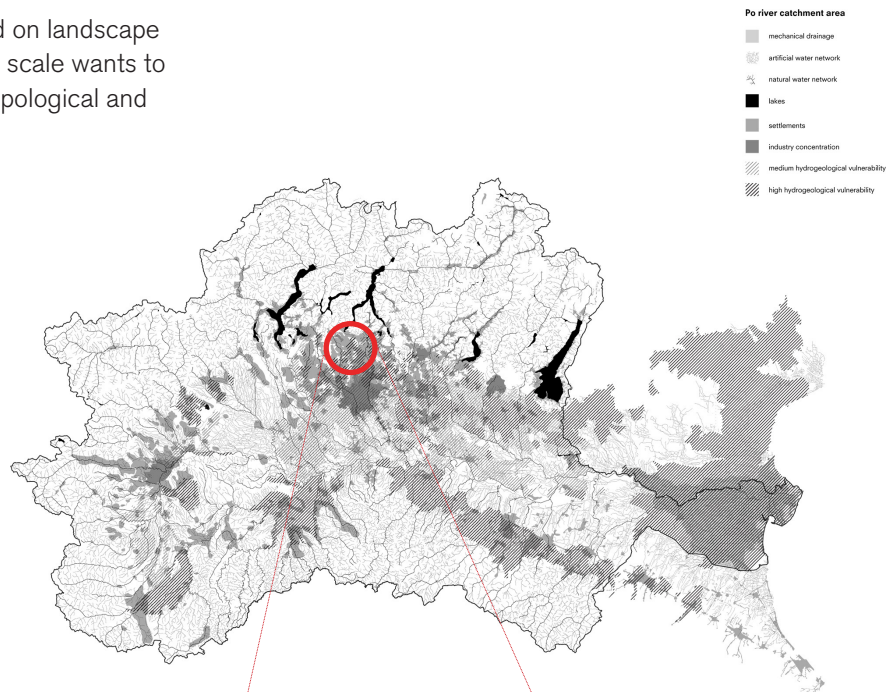 d on landscape
scale wants to
pological and
Po river catchment area
mechanical drainage
artificial water network
natural water network
lakes
settlements
industry concentration
medium hydrogeological vulnerability
high hydrogeological vulnerability